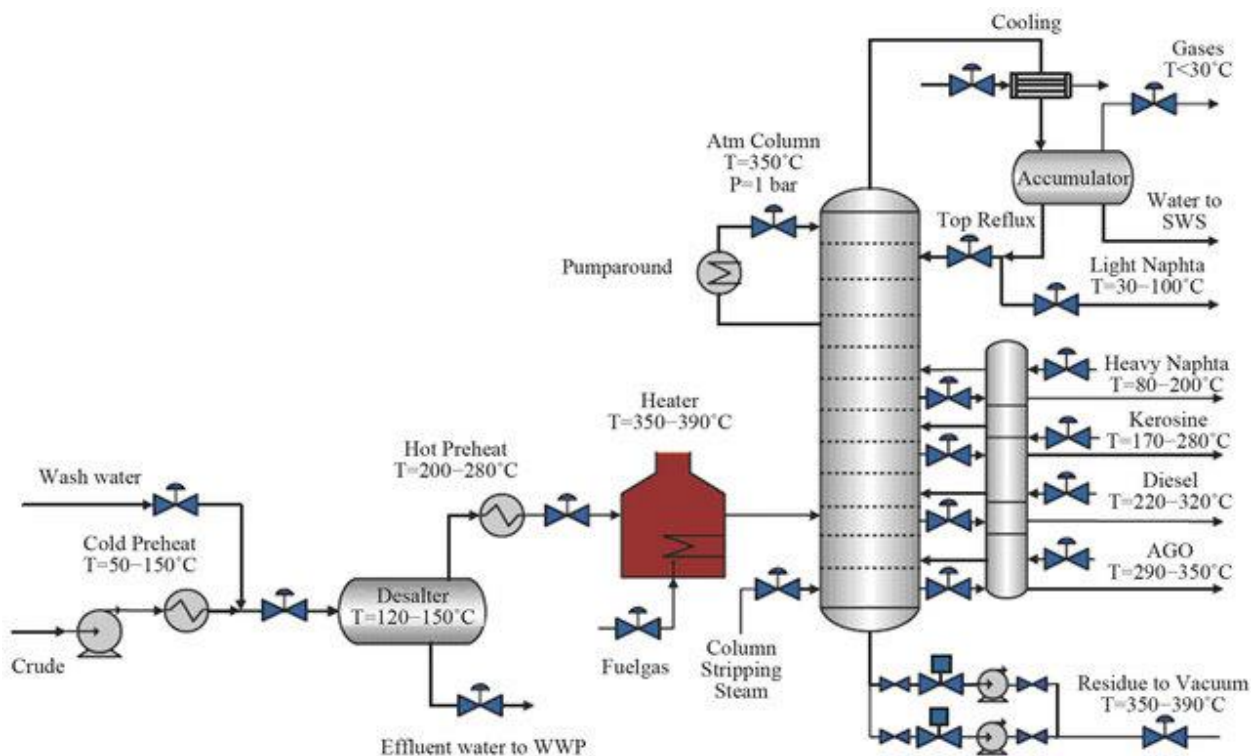 Cooling
Gases
T<30˚C
Atm Column
T=350˚C
P=1 bar
Accumulator
Water to
SWS
Top Reflux
Pumparound
Light Naphta
T=30−100˚C
Heavy Naphta
T=80−200˚C
Heater
T=350−390˚C
Kerosine
T=170−280˚C
Hot Preheat
T=200−280˚C
Wash water
Diesel
T=220−320˚C
Cold Preheat
T=50−150˚C
AGO
T=290−350˚C
Desalter
T=120−150˚C
Crude
Fuelgas
Column
Stripping
Steam
Residue to Vacuum
T=350−390˚C
Effluent water to WWP